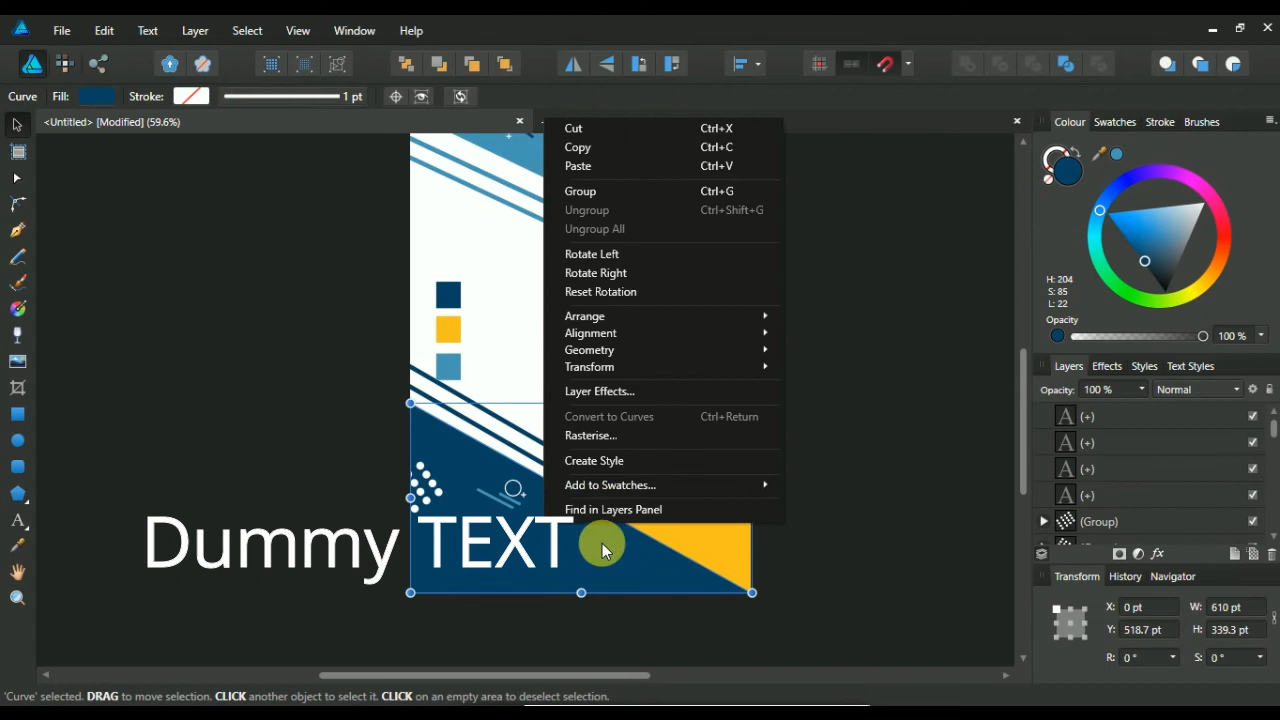 File Edit Text Layer Select View Window Help
Curve Fill: Stroke: 1 pt
<Untitled> [Modified] (59.6%)
Cut Ctrl+X
Copy Ctrl+C
Paste Ctrl+V
Group Ctrl+G
Ungroup Ctrl+Shift+G
Ungroup All
Rotate Left
Rotate Right
Reset Rotation
Arrange
Alignment
Geometry
Transform
Layer Effects...
Convert to Curves Ctrl+Return
Rasterise...
Create Style
Add to Swatches...
Find in Layers Panel
Dummy TEXT
Colour Swatches Stroke Brushes
H: 204
S: 85
L: 22
Opacity
100 %
Layers Effects Styles Text Styles
Opacity: 100 % Normal
A (+)
A (+)
A (+)
A (+)
(Group)
Transform History Navigator
X: 0 pt W: 610 pt
Y: 518.7 pt H: 339.3 pt
R: 0 ° S: 0 °
'Curve' selected. DRAG to move selection. CLICK another object to select it. CLICK on an empty area to deselect selection.